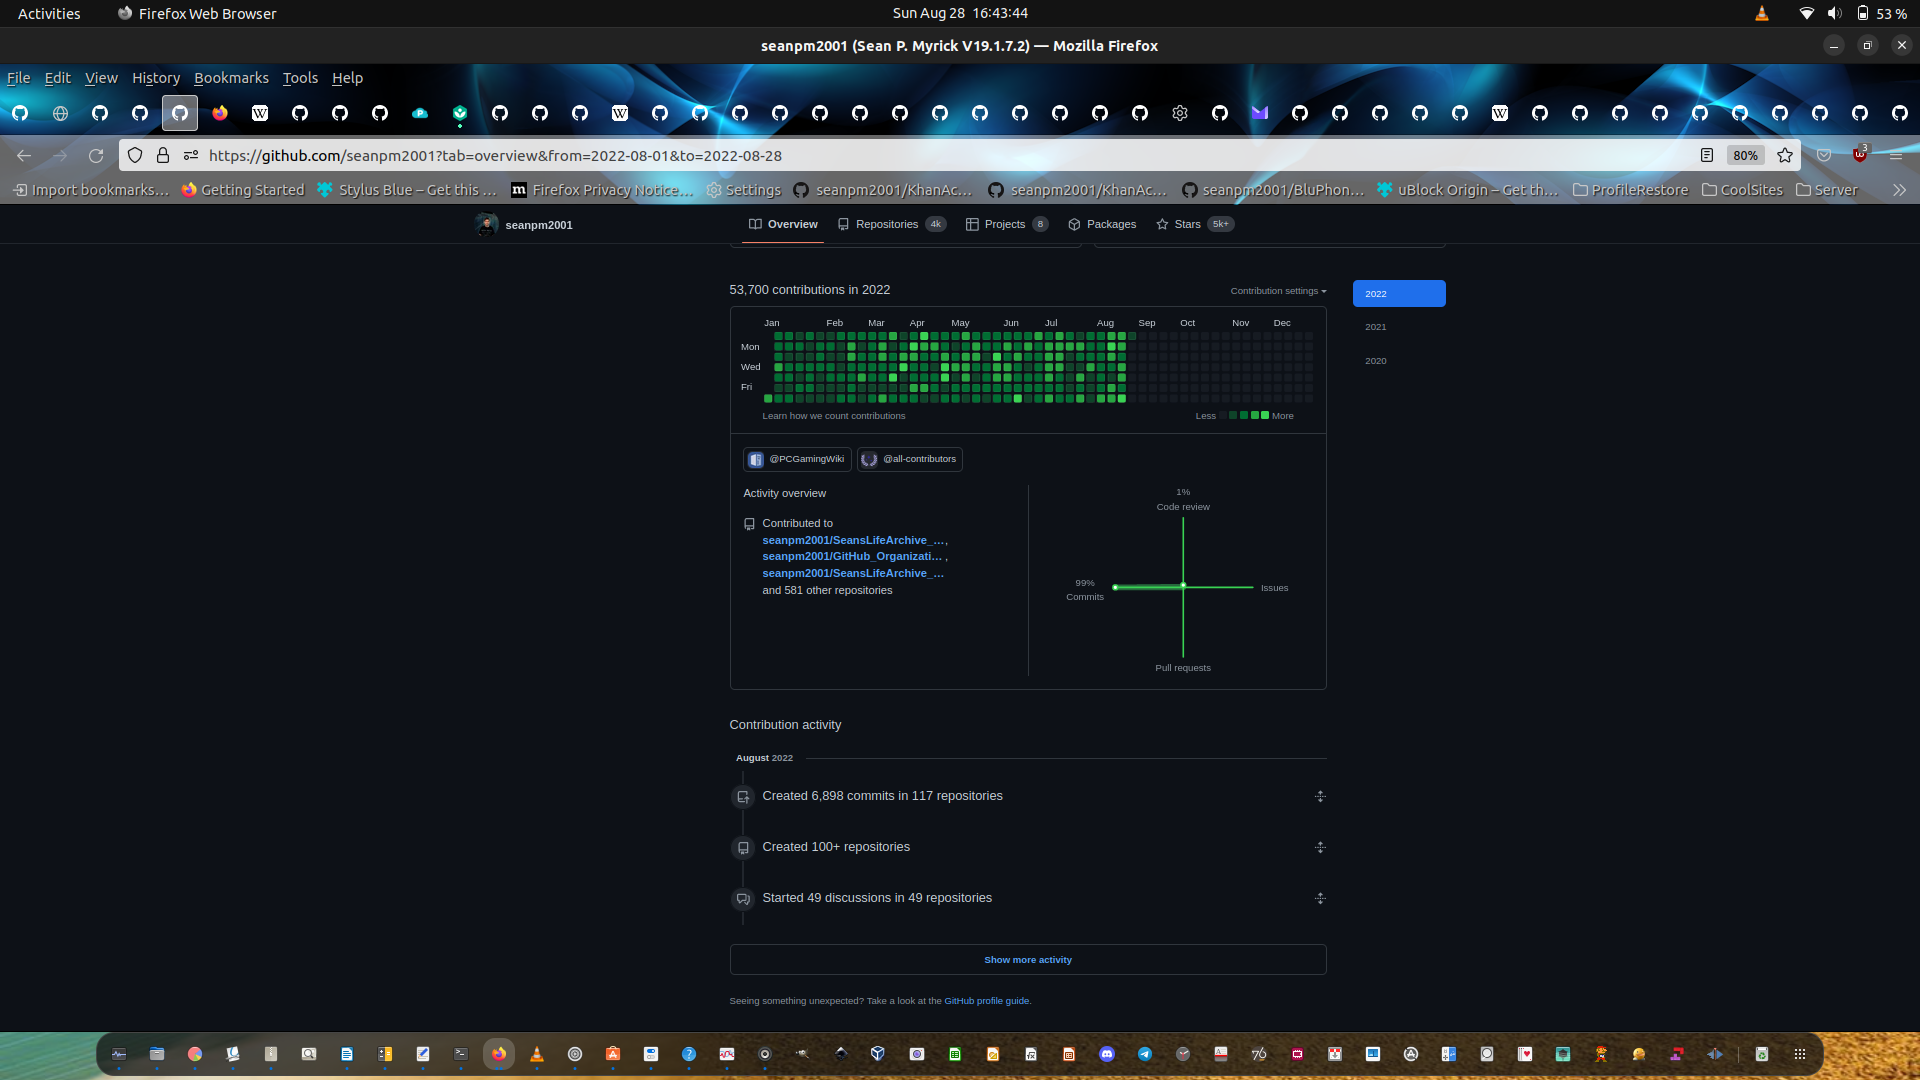 Activities
Firefox Web Browser
Sun Aug 28 16:43:44
53 %
seanpm2001 (Sean P. Myrick V19.1.7.2) — Mozilla Firefox
File Edit View History Bookmarks Tools Help
https://github.com/seanpm2001?tab=overview&from=2022-08-01&to=2022-08-28
80%
3
Import bookmarks… Getting Started Stylus Blue – Get this … Firefox Privacy Notice… Settings seanpm2001/KhanAc… seanpm2001/KhanAc… seanpm2001/BluPhon… uBlock Origin – Get th… ProfileRestore CoolSites Server
seanpm2001
Overview Repositories 4k Projects 8 Packages Stars 5k+
53,700 contributions in 2022
Contribution settings
2022
2021
2020
Jan Feb Mar Apr May Jun Jul Aug Sep Oct Nov Dec
Mon
Wed
Fri
Learn how we count contributions
Less More
@PCGamingWiki @all-contributors
Activity overview
Contributed to
seanpm2001/SeansLifeArchive_…,
seanpm2001/GitHub_Organizati… ,
seanpm2001/SeansLifeArchive_…
and 581 other repositories
1%
Code review
99%
Commits
Issues
Pull requests
Contribution activity
August 2022
Created 6,898 commits in 117 repositories
Created 100+ repositories
Started 49 discussions in 49 repositories
Show more activity
Seeing something unexpected? Take a look at the GitHub profile guide.